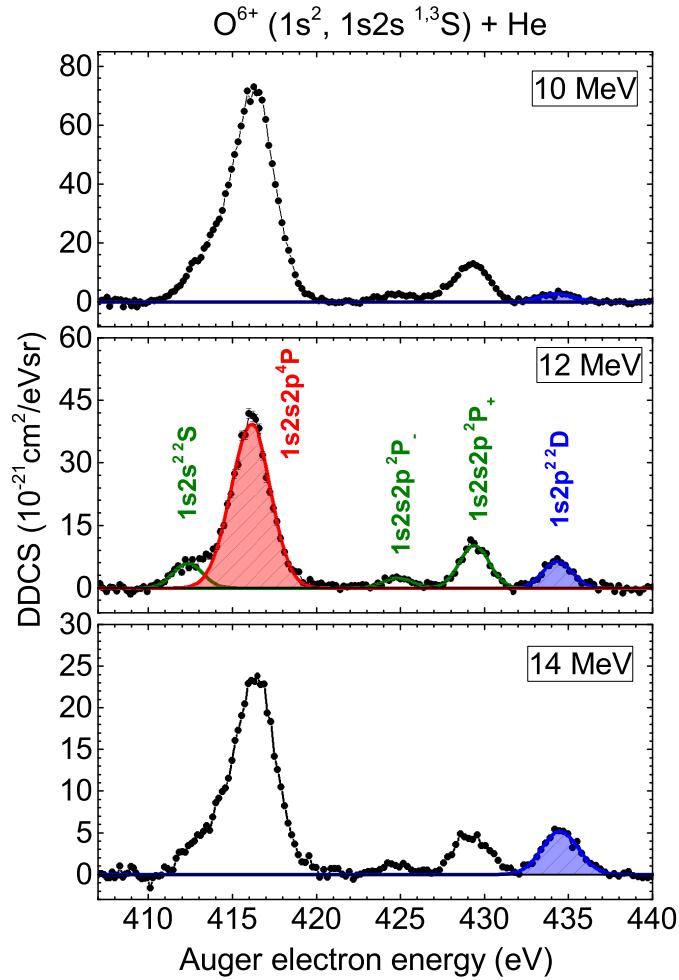 O⁶⁺ (1s², 1s2s ¹,³S) + He
80
60
40
20
0
10 MeV
60
45
30
15
0
12 MeV
1s2s² ²S
1s2s2p ⁴P
1s2s2p ²P₋
1s2s2p ²P₊
1s2p² ²D
DDCS (10⁻²¹cm²/eVsr)
30
25
20
15
10
5
0
14 MeV
410 415 420 425 430 435 440
Auger electron energy (eV)